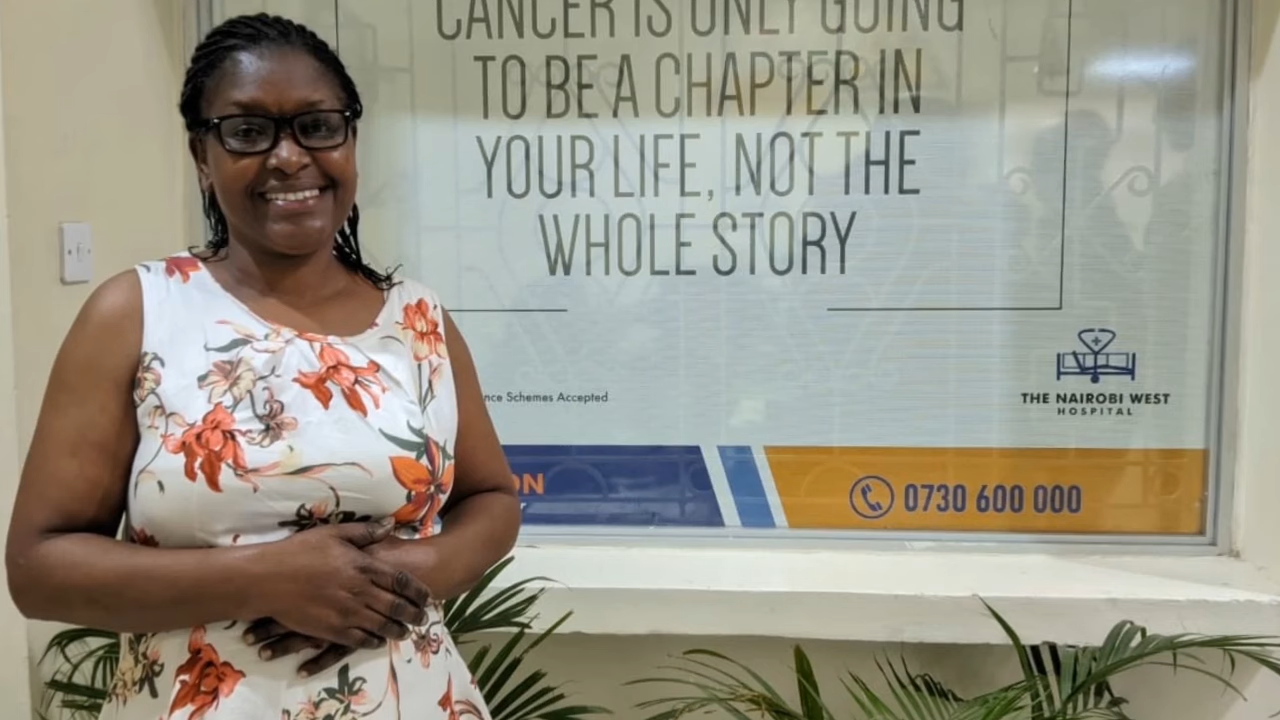 CANCER IS ONLY GOING
TO BE A CHAPTER IN
YOUR LIFE, NOT THE
WHOLE STORY
nce Schemes Accepted
THE NAIROBI WEST
HOSPITAL
ON
0730 600 000